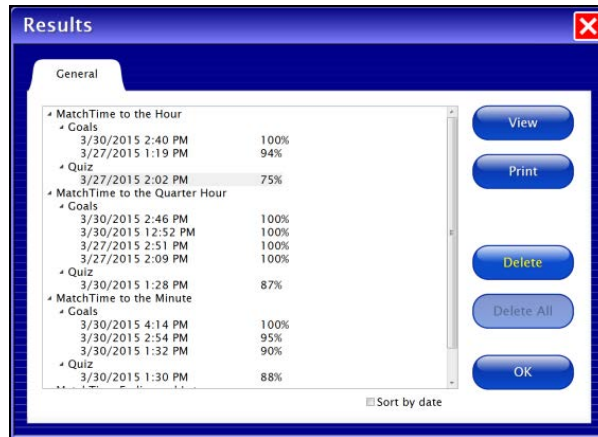 Results
General
MatchTime to the Hour
Goals
3/30/2015 2:40 PM 100%
3/27/2015 1:19 PM 94%
Quiz
3/27/2015 2:02 PM 75%
MatchTime to the Quarter Hour
Goals
3/30/2015 2:46 PM 100%
3/30/2015 12:52 PM 100%
3/27/2015 2:51 PM 100%
3/27/2015 2:09 PM 100%
Quiz
3/30/2015 1:28 PM 87%
MatchTime to the Minute
Goals
3/30/2015 4:14 PM 100%
3/30/2015 2:54 PM 95%
3/30/2015 1:32 PM 90%
Quiz
3/30/2015 1:30 PM 88%
View
Print
Delete
Delete All
OK
Sort by date